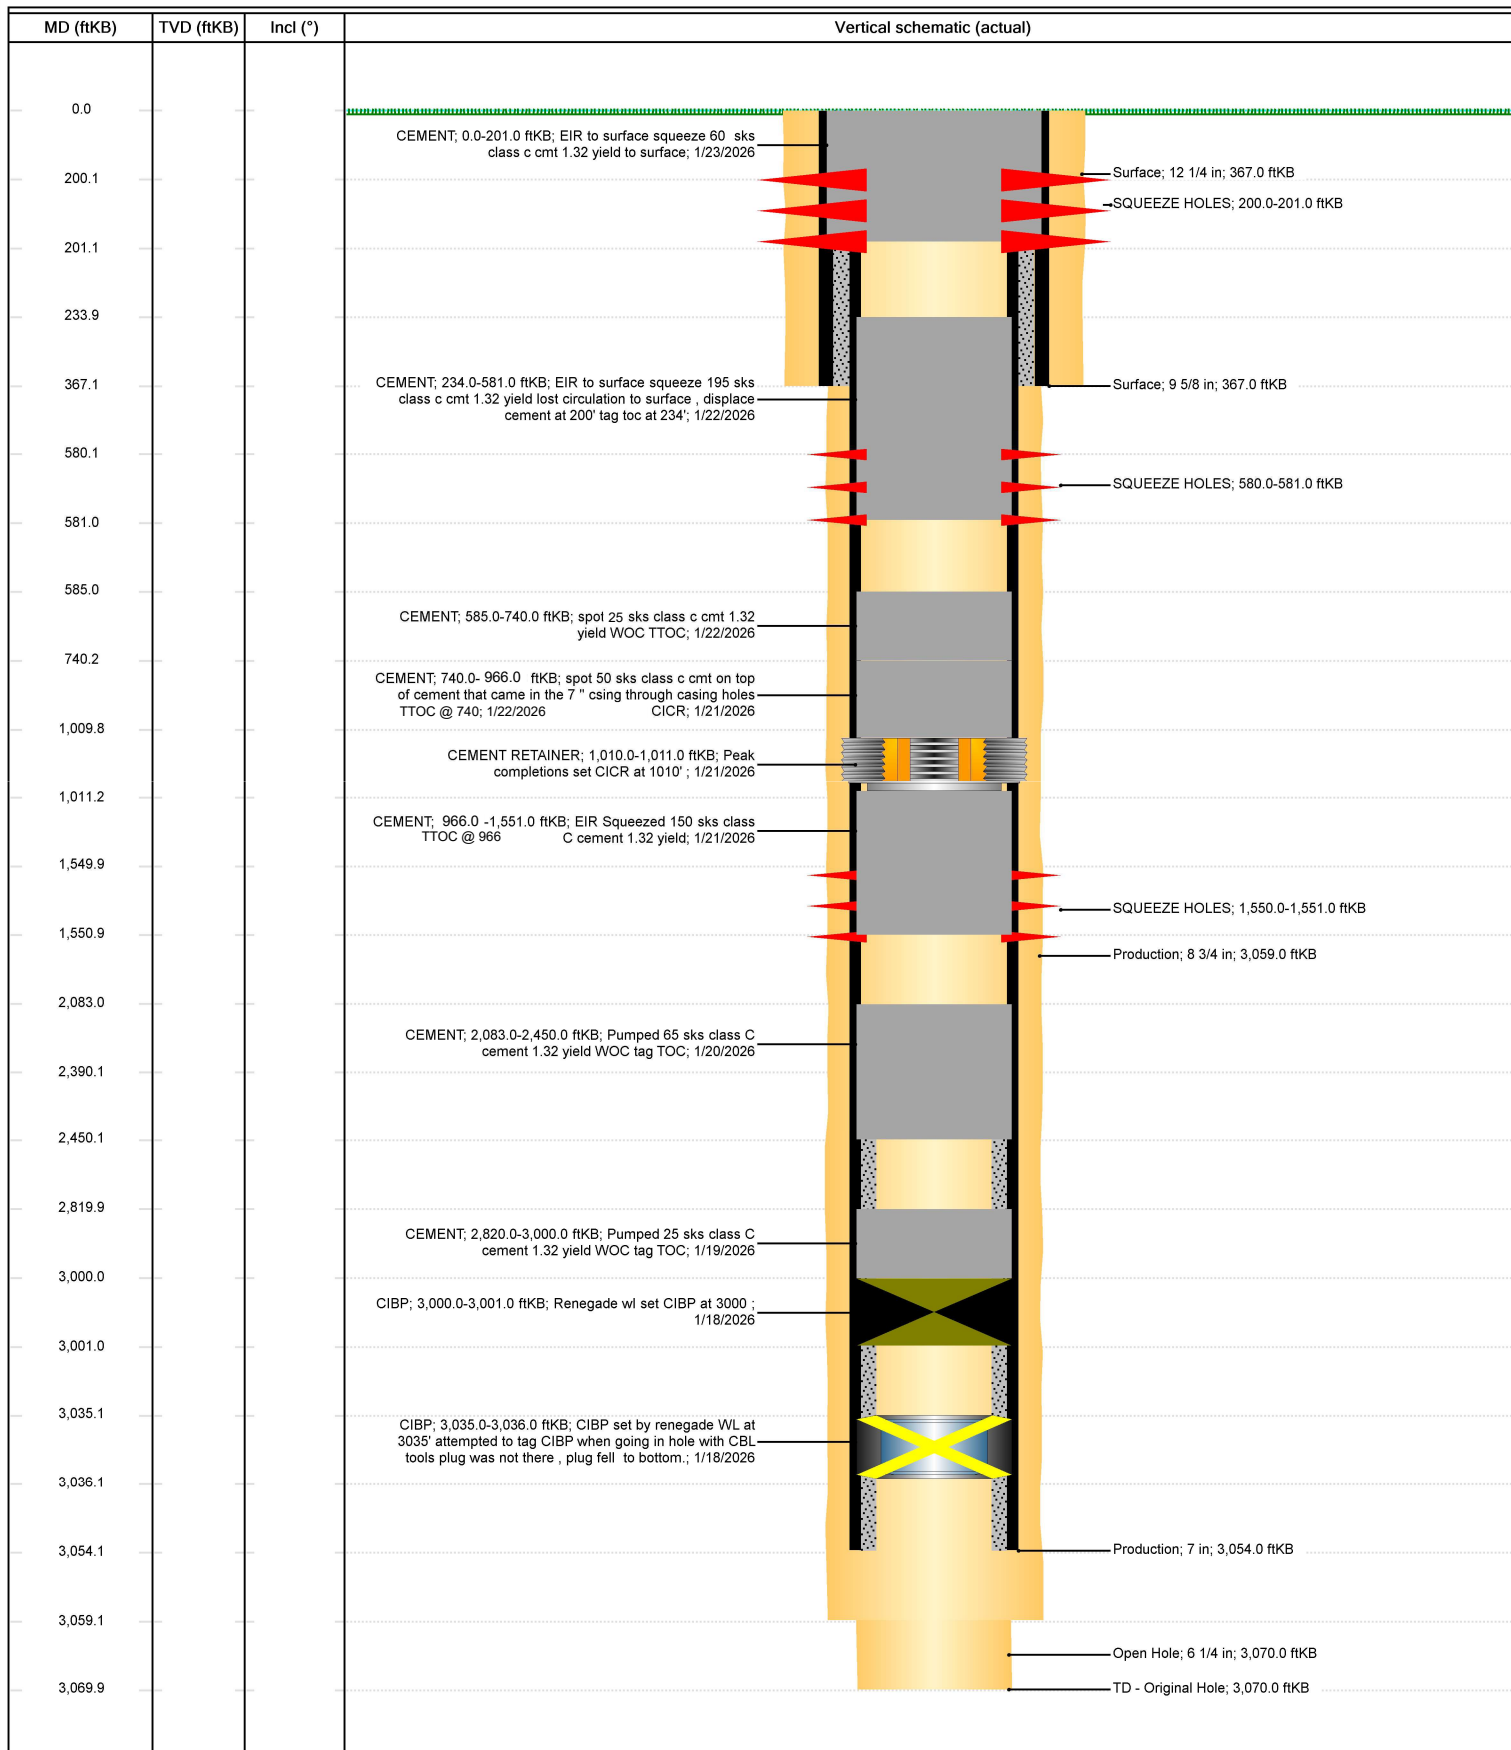 MD (ftKB) TVD (ftKB) Incl (°) Vertical schematic (actual)
0.0
CEMENT; 0.0-201.0 ftKB; EIR to surface squeeze 60 sks
class c cmt 1.32 yield to surface; 1/23/2026
Surface; 12 1/4 in; 367.0 ftKB
200.1
SQUEEZE HOLES; 200.0-201.0 ftKB
201.1
233.9
367.1
Surface; 9 5/8 in; 367.0 ftKB
CEMENT; 234.0-581.0 ftKB; EIR to surface squeeze 195 sks
class c cmt 1.32 yield lost circulation to surface , displace
cement at 200' tag toc at 234'; 1/22/2026
580.1
SQUEEZE HOLES; 580.0-581.0 ftKB
581.0
585.0
CEMENT; 585.0-740.0 ftKB; spot 25 sks class c cmt 1.32
yield WOC TTOC; 1/22/2026
740.2
CEMENT; 740.0- 966.0 ftKB; spot 50 sks class c cmt on top
of cement that came in the 7 " csing through casing holes
TTOC @ 740; 1/22/2026 CICR; 1/21/2026
1,009.8
CEMENT RETAINER; 1,010.0-1,011.0 ftKB; Peak
completions set CICR at 1010' ; 1/21/2026
1,011.2
CEMENT; 966.0 -1,551.0 ftKB; EIR Squeezed 150 sks class
TTOC @ 966 C cement 1.32 yield; 1/21/2026
1,549.9
SQUEEZE HOLES; 1,550.0-1,551.0 ftKB
1,550.9
Production; 8 3/4 in; 3,059.0 ftKB
2,083.0
CEMENT; 2,083.0-2,450.0 ftKB; Pumped 65 sks class C
cement 1.32 yield WOC tag TOC; 1/20/2026
2,390.1
2,450.1
2,819.9
CEMENT; 2,820.0-3,000.0 ftKB; Pumped 25 sks class C
cement 1.32 yield WOC tag TOC; 1/19/2026
3,000.0
CIBP; 3,000.0-3,001.0 ftKB; Renegade wl set CIBP at 3000 ;
1/18/2026
3,001.0
3,035.1
CIBP; 3,035.0-3,036.0 ftKB; CIBP set by renegade WL at
3035' attempted to tag CIBP when going in hole with CBL
tools plug was not there , plug fell to bottom.; 1/18/2026
3,036.1
3,054.1
Production; 7 in; 3,054.0 ftKB
3,059.1
Open Hole; 6 1/4 in; 3,070.0 ftKB
3,069.9
TD - Original Hole; 3,070.0 ftKB